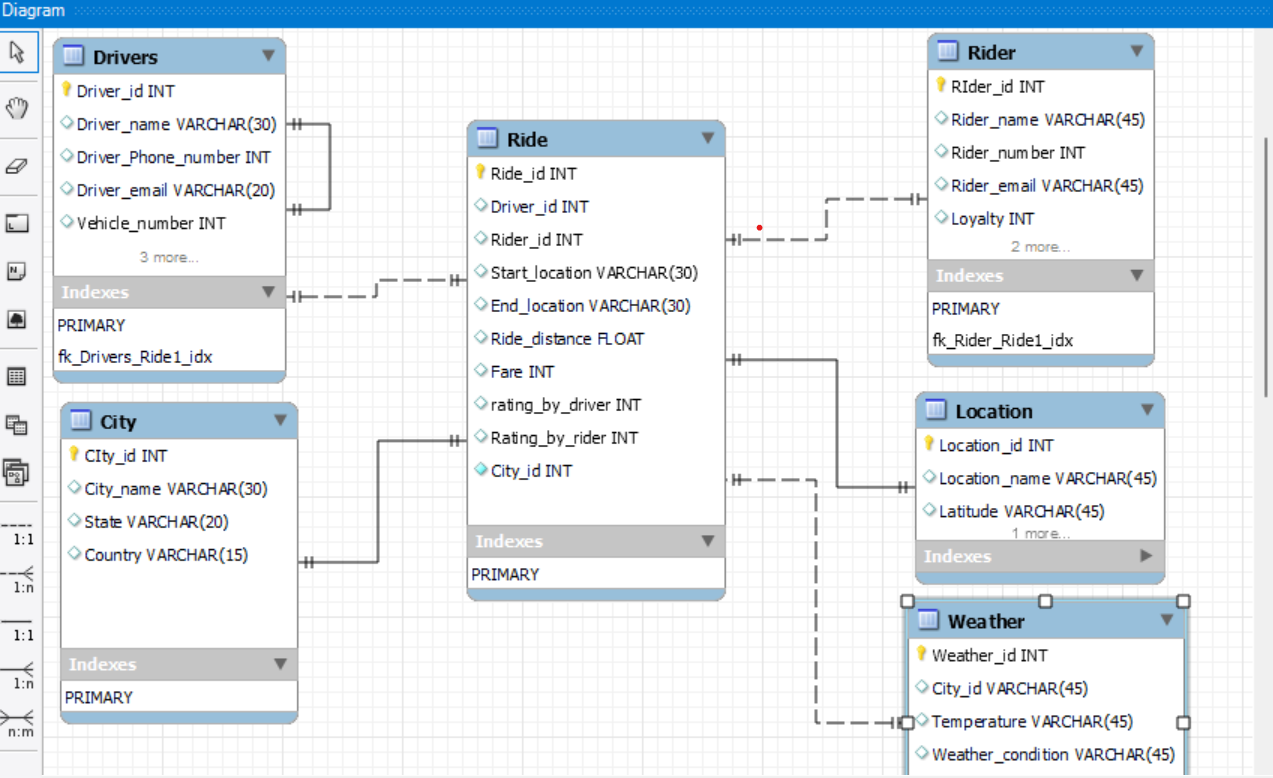 Diagram
Drivers
Driver_id INT
Driver_name VARCHAR(30)
Driver_Phone_number INT
Driver_email VARCHAR(20)
Vehicle_number INT
3 more...
Indexes
PRIMARY
fk_Drivers_Ride1_idx
City
CIty_id INT
City_name VARCHAR(30)
State VARCHAR(20)
Country VARCHAR(15)
Indexes
PRIMARY
Ride
Ride_id INT
Driver_id INT
Rider_id INT
Start_location VARCHAR(30)
End_location VARCHAR(30)
Ride_distance FLOAT
Fare INT
rating_by_driver INT
Rating_by_rider INT
City_id INT
Indexes
PRIMARY
Rider
RIder_id INT
Rider_name VARCHAR(45)
Rider_number INT
Rider_email VARCHAR(45)
Loyalty INT
2 more...
Indexes
PRIMARY
fk_Rider_Ride1_idx
Location
Location_id INT
Location_name VARCHAR(45)
Latitude VARCHAR(45)
1 more...
Indexes
Weather
Weather_id INT
City_id VARCHAR(45)
Temperature VARCHAR(45)
Weather_condition VARCHAR(45)
1:1
1:n
1:1
1:n
n:m